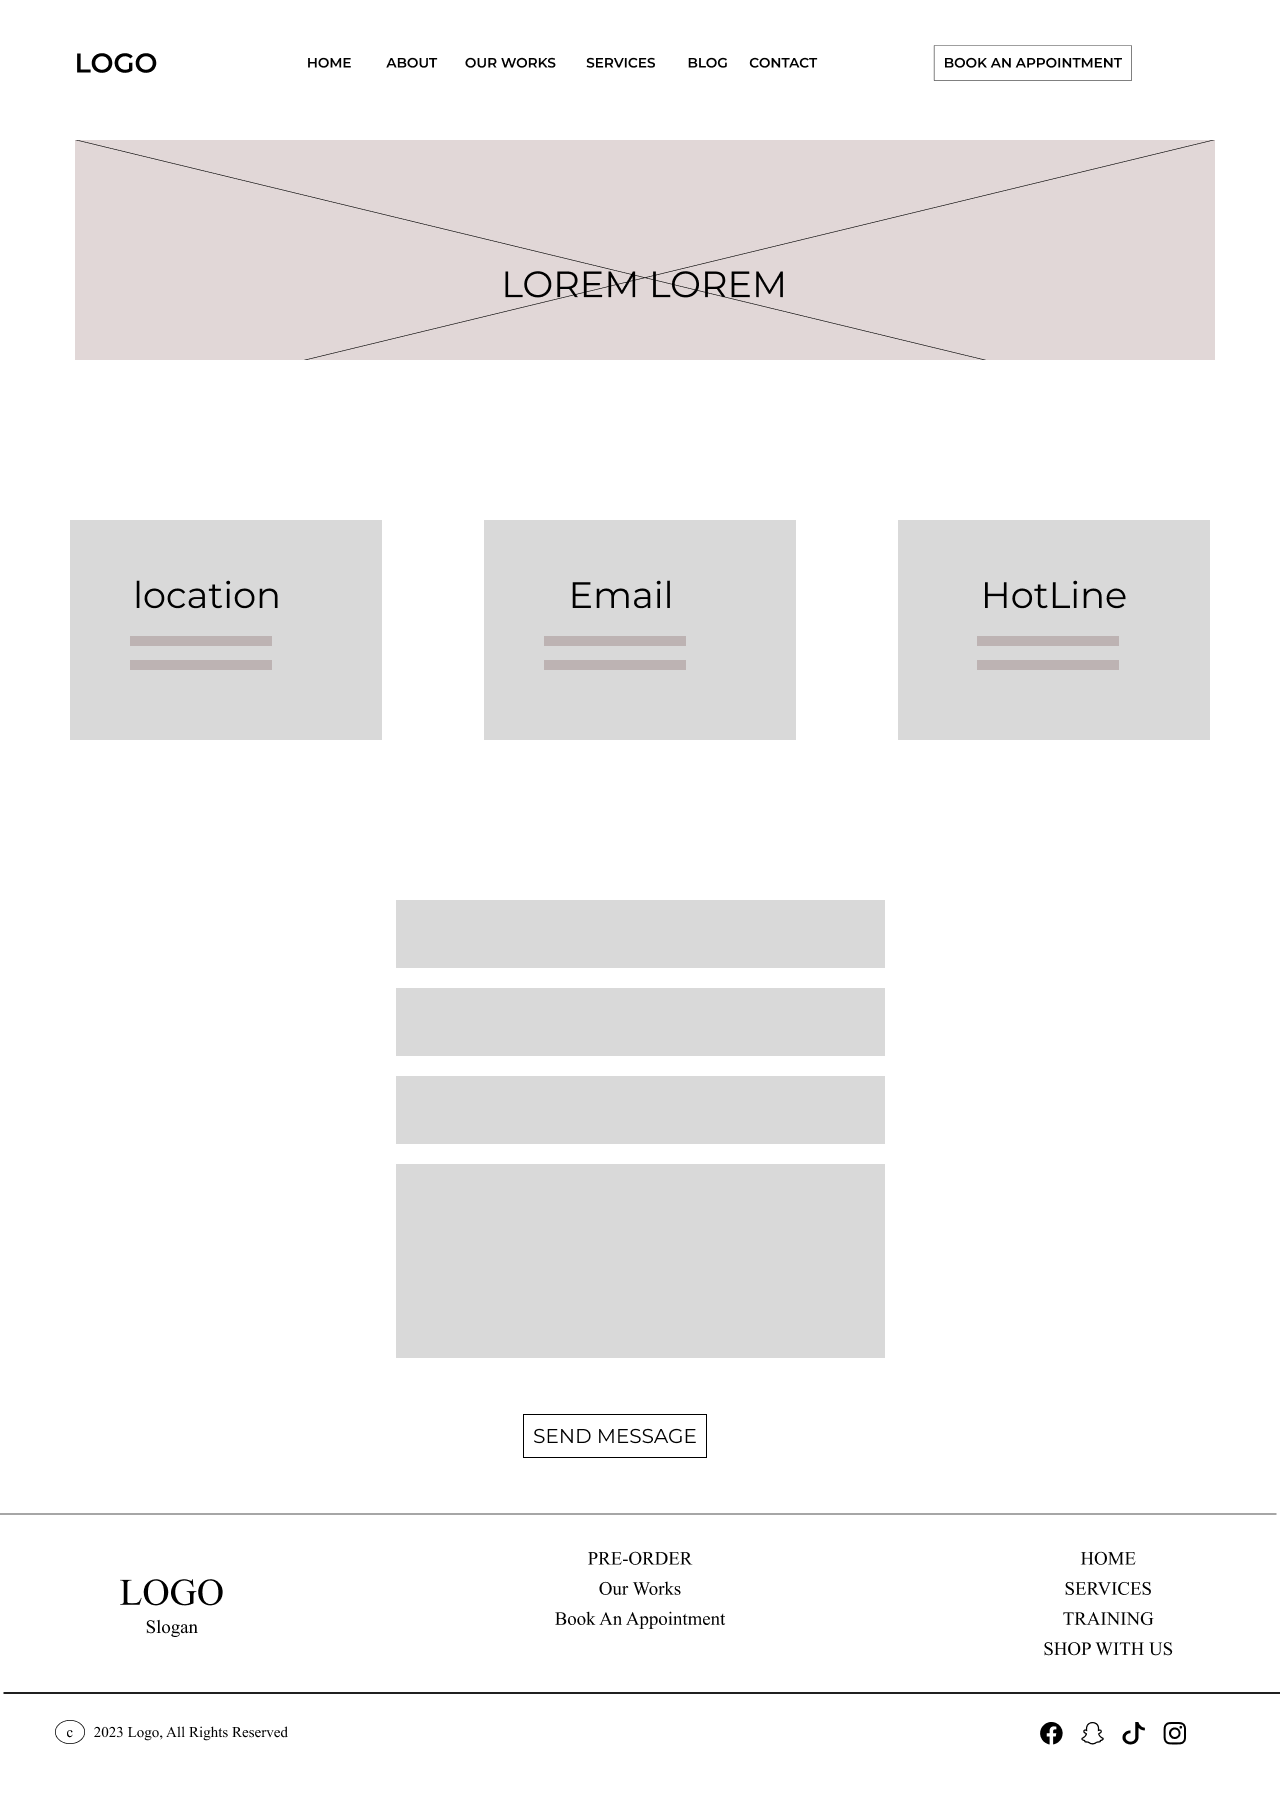 LOGO
HOME ABOUT OUR WORKS SERVICES BLOG CONTACT
BOOK AN APPOINTMENT
LOREM LOREM
location
Email
HotLine
SEND MESSAGE
LOGO
Slogan
PRE-ORDER
Our Works
Book An Appointment
HOME
SERVICES
TRAINING
SHOP WITH US
c 2023 Logo, All Rights Reserved